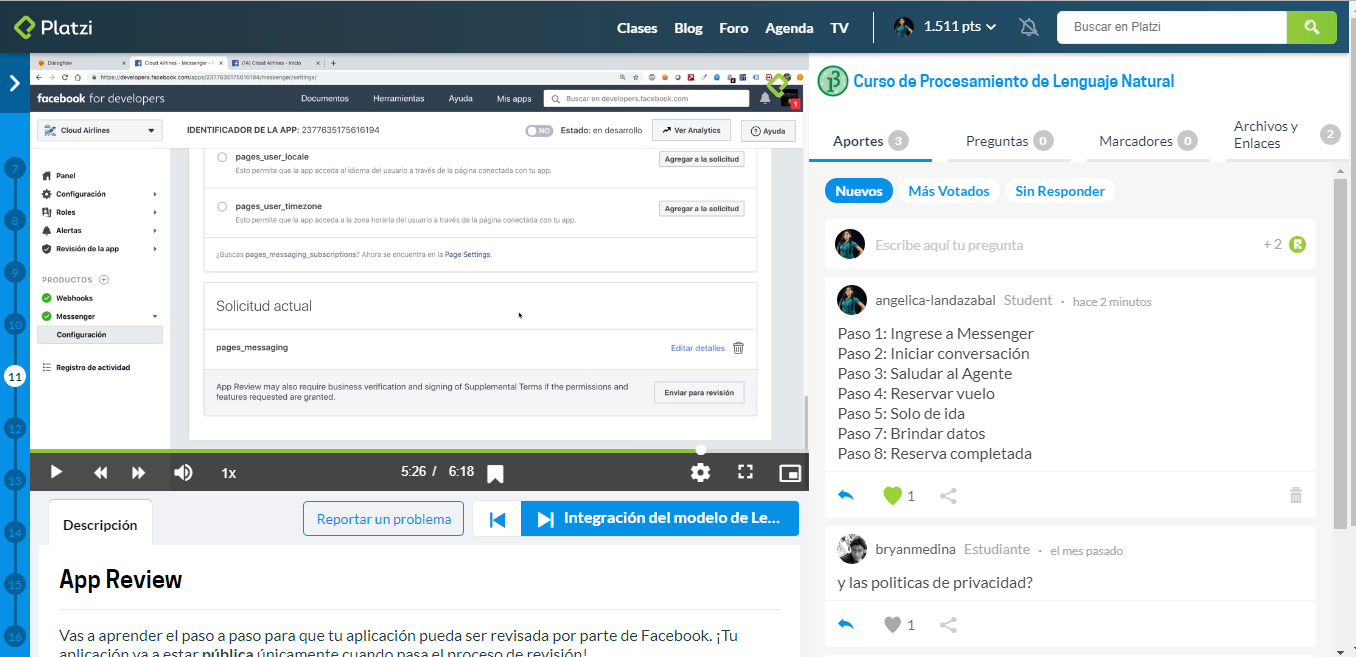 Platzi
Clases Blog Foro Agenda TV
1.511 pts
Buscar en Platzi
Dialogflow
Cloud Airlines - Messenger -
(14) Cloud Airlines - Inicio
https://developers.facebook.com/apps/2377635175616194/messenger/settings/
facebook for developers
Documentos Herramientas Ayuda Mis apps
Buscar en developers.facebook.com
1
Cloud Airlines
IDENTIFICADOR DE LA APP: 2377635175616194
NO
Estado: en desarrollo
Ver Analytics
Ayuda
Panel
Configuración
Roles
Alertas
Revisión de la app
PRODUCTOS
Webhooks
Messenger
Configuración
Registro de actividad
pages_user_locale
Agregar a la solicitud
Esto permite que la app acceda al idioma del usuario a través de la página conectada con tu app.
pages_user_timezone
Agregar a la solicitud
Esto permite que la app acceda a la zona horaria del usuario a través de la página conectada con tu app.
¿Buscas pages_messaging_subscriptions? Ahora se encuentra en la Page Settings.
Solicitud actual
pages_messaging
Editar detalles
App Review may also require business verification and signing of Supplemental Terms if the permissions and
features requested are granted.
Enviar para revisión
7
8
9
10
11
12
13
14
15
16
1x
5:26 / 6:18
Descripción
Reportar un problema
Integración del modelo de Le...
App Review
Vas a aprender el paso a paso para que tu aplicación pueda ser revisada por parte de Facebook. ¡Tu
aplicación va a estar pública únicamente cuando pasa el proceso de revisión!
Curso de Procesamiento de Lenguaje Natural
Aportes 3
Preguntas 0
Marcadores 0
Archivos y
Enlaces
2
Nuevos
Más Votados
Sin Responder
Escribe aquí tu pregunta
+ 2
angelica-landazabal Student · hace 2 minutos
Paso 1: Ingrese a Messenger
Paso 2: Iniciar conversación
Paso 3: Saludar al Agente
Paso 4: Reservar vuelo
Paso 5: Solo de ida
Paso 7: Brindar datos
Paso 8: Reserva completada
1
bryanmedina Estudiante · el mes pasado
y las politicas de privacidad?
1